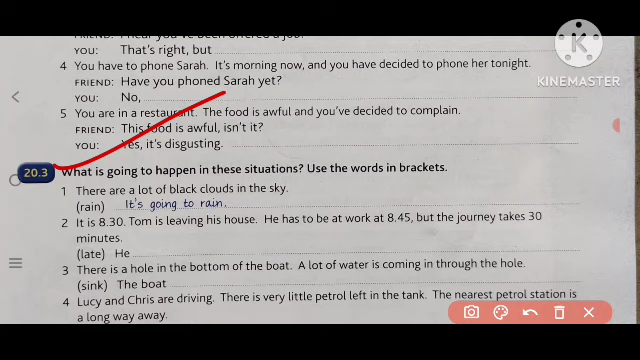 FRIEND: I hear you've been offered a job.
YOU: That's right, but
4 You have to phone Sarah. It's morning now, and you have decided to phone her tonight.
FRIEND: Have you phoned Sarah yet?
YOU: No,
5 You are in a restaurant. The food is awful and you've decided to complain.
FRIEND: This food is awful, isn't it?
YOU: Yes, it's disgusting.
20.3 What is going to happen in these situations? Use the words in brackets.
1 There are a lot of black clouds in the sky.
(rain) It's going to rain.
2 It is 8.30. Tom is leaving his house. He has to be at work at 8.45, but the journey takes 30
minutes.
(late) He
3 There is a hole in the bottom of the boat. A lot of water is coming in through the hole.
(sink) The boat
4 Lucy and Chris are driving. There is very little petrol left in the tank. The nearest petrol station is
a long way away.
K
KINEMASTER